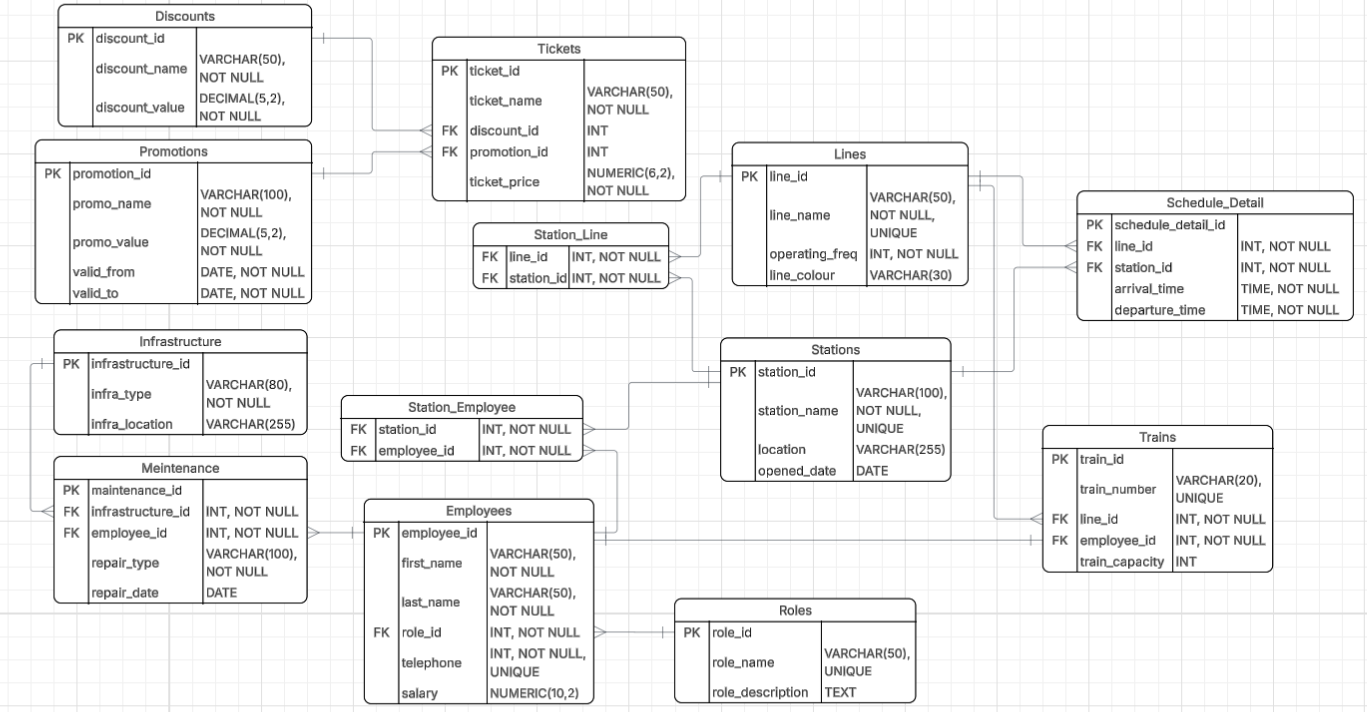 Discounts
PK discount_id
discount_name VARCHAR(50), NOT NULL
discount_value DECIMAL(5,2), NOT NULL
Promotions
PK promotion_id
promo_name VARCHAR(100), NOT NULL
promo_value DECIMAL(5,2), NOT NULL
valid_from DATE, NOT NULL
valid_to DATE, NOT NULL
Tickets
PK ticket_id
ticket_name VARCHAR(50), NOT NULL
FK discount_id INT
FK promotion_id INT
ticket_price NUMERIC(6,2), NOT NULL
Station_Line
FK line_id INT, NOT NULL
FK station_id INT, NOT NULL
Lines
PK line_id
line_name VARCHAR(50), NOT NULL, UNIQUE
operating_freq INT, NOT NULL
line_colour VARCHAR(30)
Schedule_Detail
PK schedule_detail_id
FK line_id INT, NOT NULL
FK station_id INT, NOT NULL
arrival_time TIME, NOT NULL
departure_time TIME, NOT NULL
Infrastructure
PK infrastructure_id
infra_type VARCHAR(80), NOT NULL
infra_location VARCHAR(255)
Meintenance
PK maintenance_id
FK infrastructure_id INT, NOT NULL
FK employee_id INT, NOT NULL
repair_type VARCHAR(100), NOT NULL
repair_date DATE
Station_Employee
FK station_id INT, NOT NULL
FK employee_id INT, NOT NULL
Stations
PK station_id
station_name VARCHAR(100), NOT NULL, UNIQUE
location VARCHAR(255)
opened_date DATE
Employees
PK employee_id
first_name VARCHAR(50), NOT NULL
last_name VARCHAR(50), NOT NULL
FK role_id INT, NOT NULL
telephone INT, NOT NULL, UNIQUE
salary NUMERIC(10,2)
Trains
PK train_id
train_number VARCHAR(20), UNIQUE
FK line_id INT, NOT NULL
FK employee_id INT, NOT NULL
train_capacity INT
Roles
PK role_id
role_name VARCHAR(50), UNIQUE
role_description TEXT